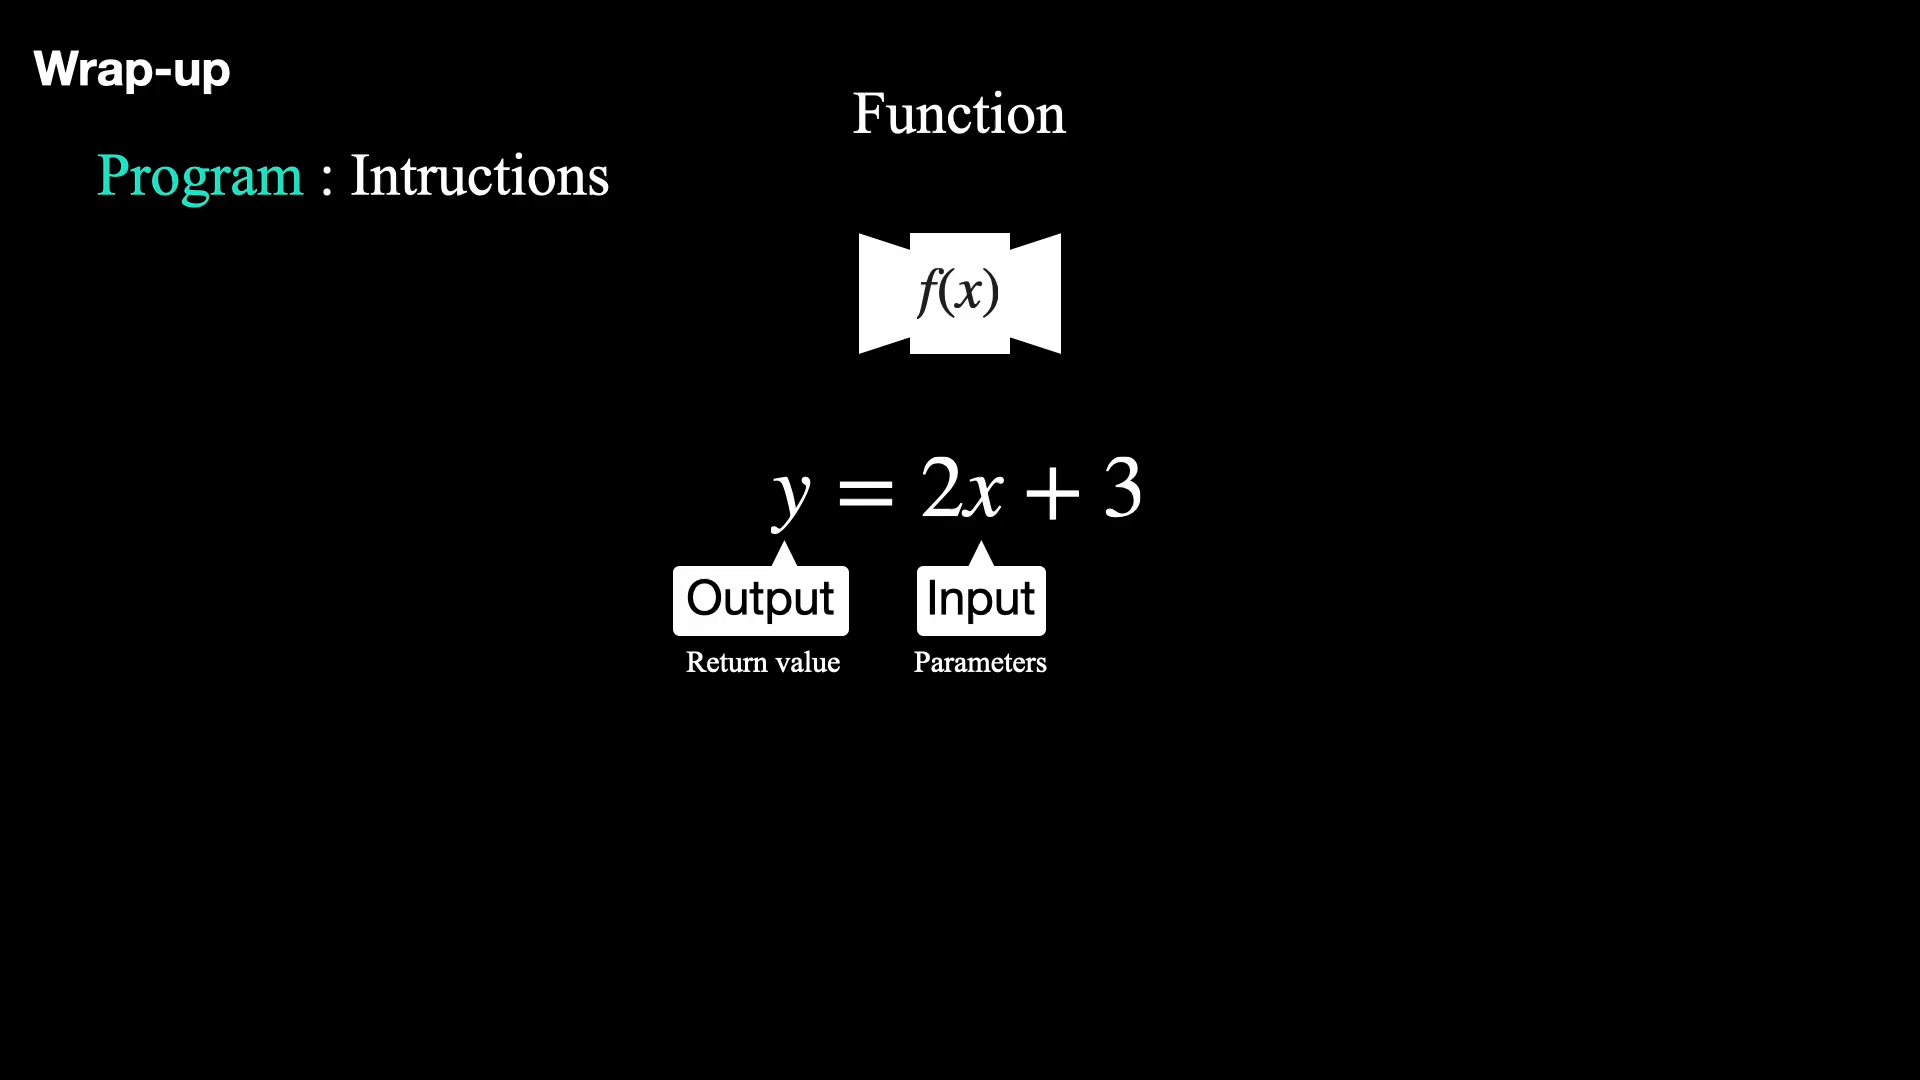 Wrap-up
Function
Program : Intructions
f(x)
y = 2x + 3
Output Input
Return value Parameters